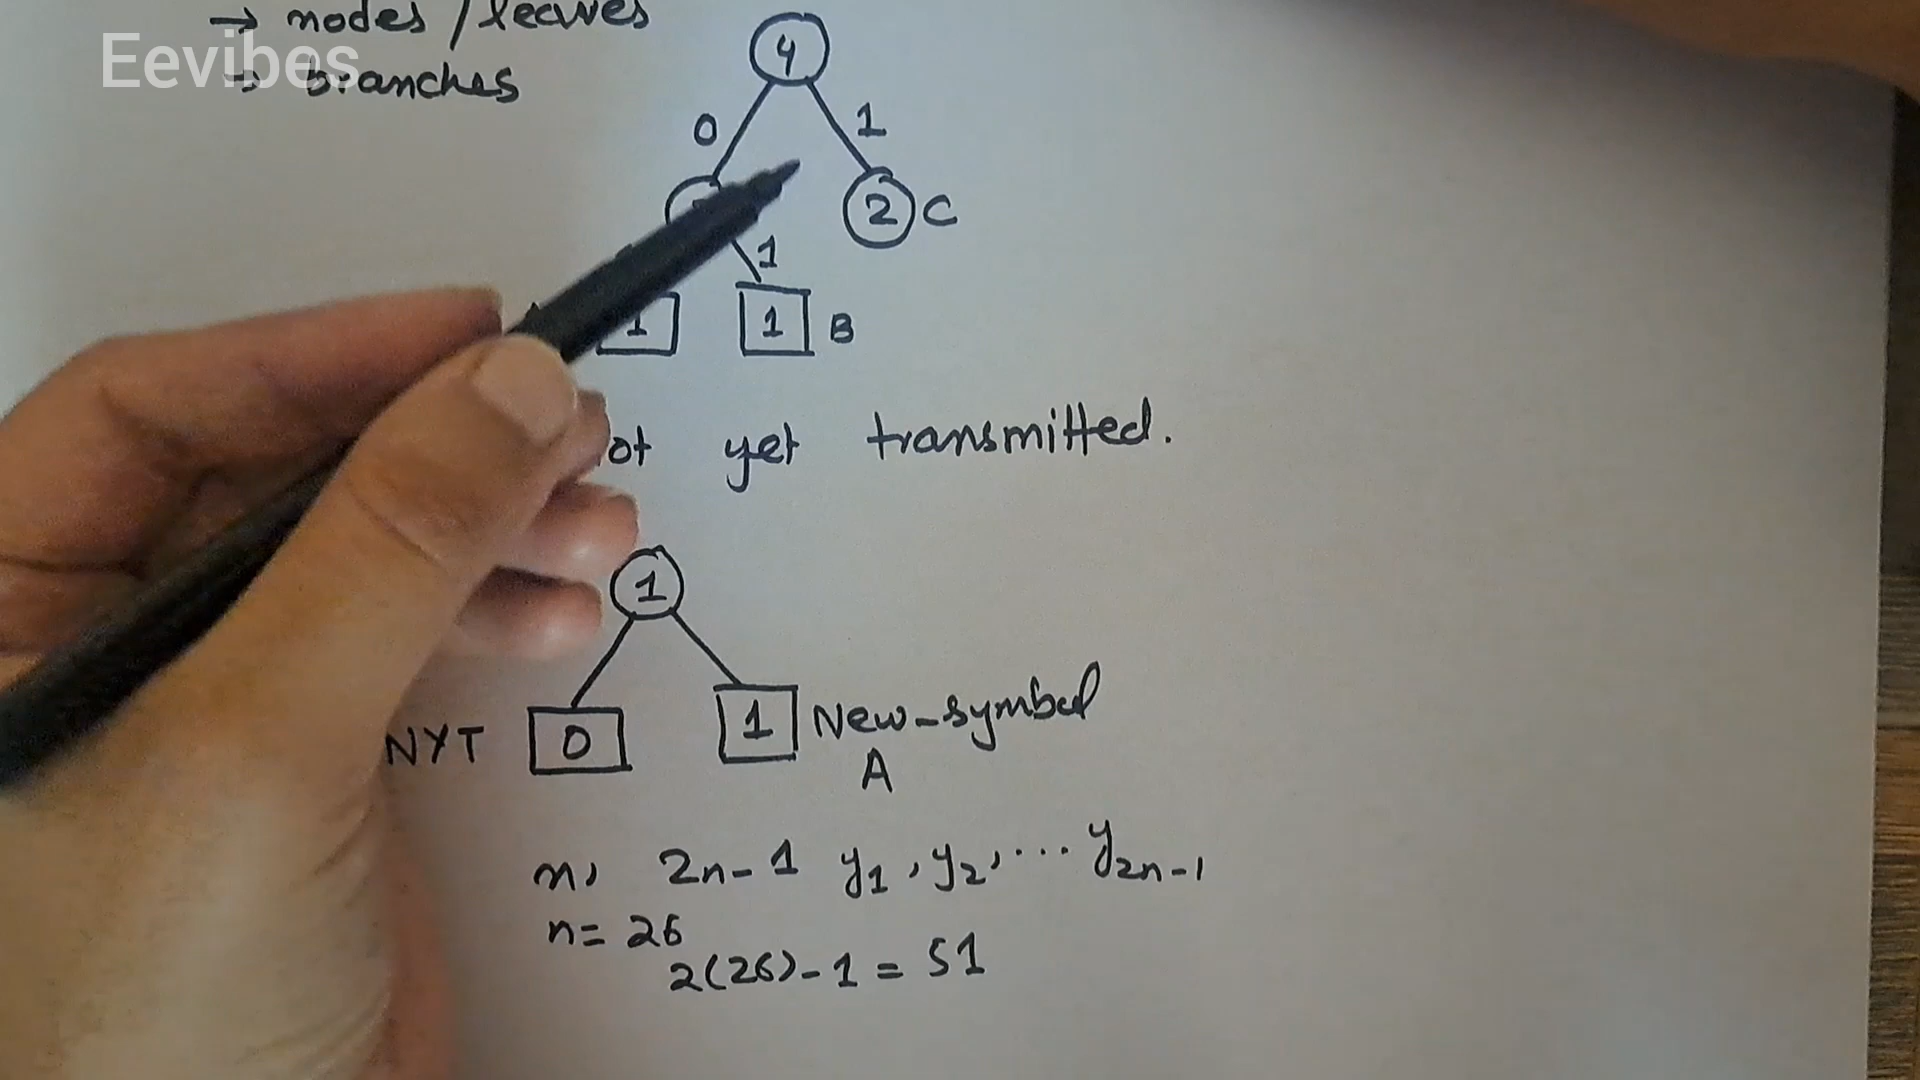 → nodes / leaves
Eevibes
→ branches
4
0 1
2 C
1
1 1 B
ot yet transmitted.
1
NYT 0 1 New-symbol
A
n, 2n-1 y1, y2, ... y2n-1
n= 26
2(26)-1 = 51